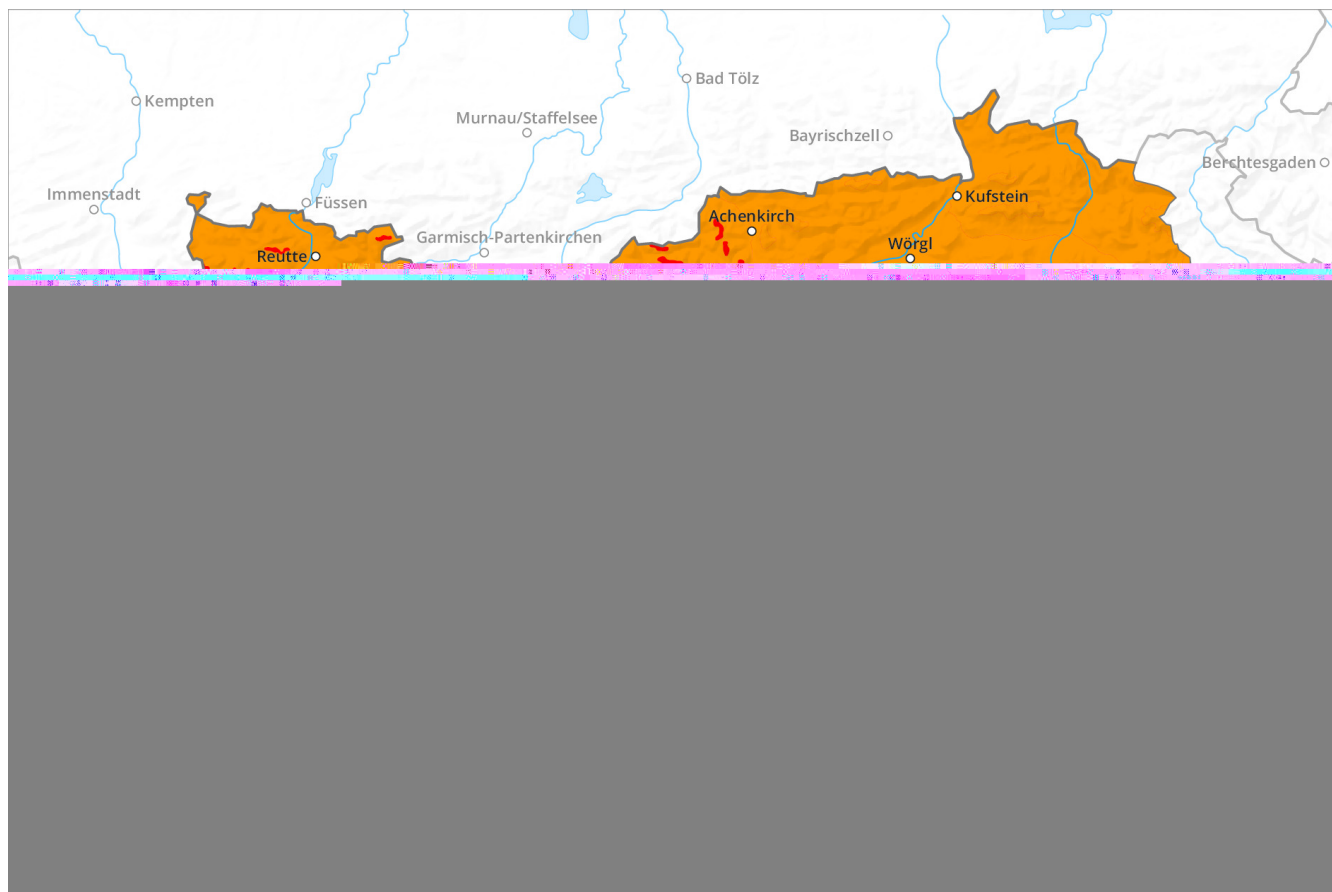 Bad Tölz
Kempten
Murnau/Staffelsee
Bayrischzell
Berchtesgaden
Immenstadt
Füssen
Kufstein
Achenkirch
Garmisch-Partenkirchen
Wörgl
Reutte